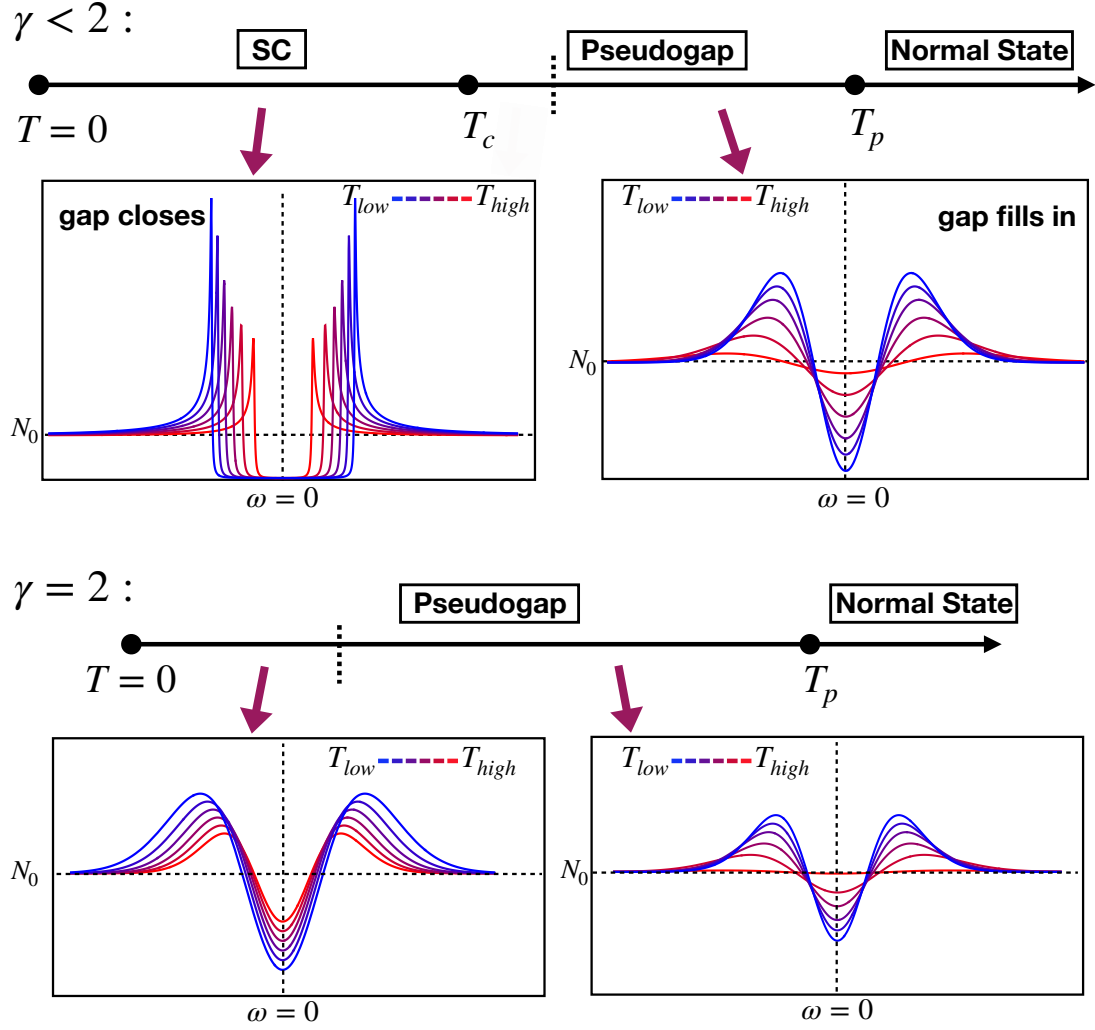 γ < 2 :
SC
Pseudogap
Normal State
T = 0
T_c
T_p
gap closes
T_low T_high
N_0
ω = 0
T_low T_high
gap fills in
N_0
ω = 0
γ = 2 :
Pseudogap
Normal State
T = 0
T_p
T_low T_high
N_0
ω = 0
T_low T_high
N_0
ω = 0